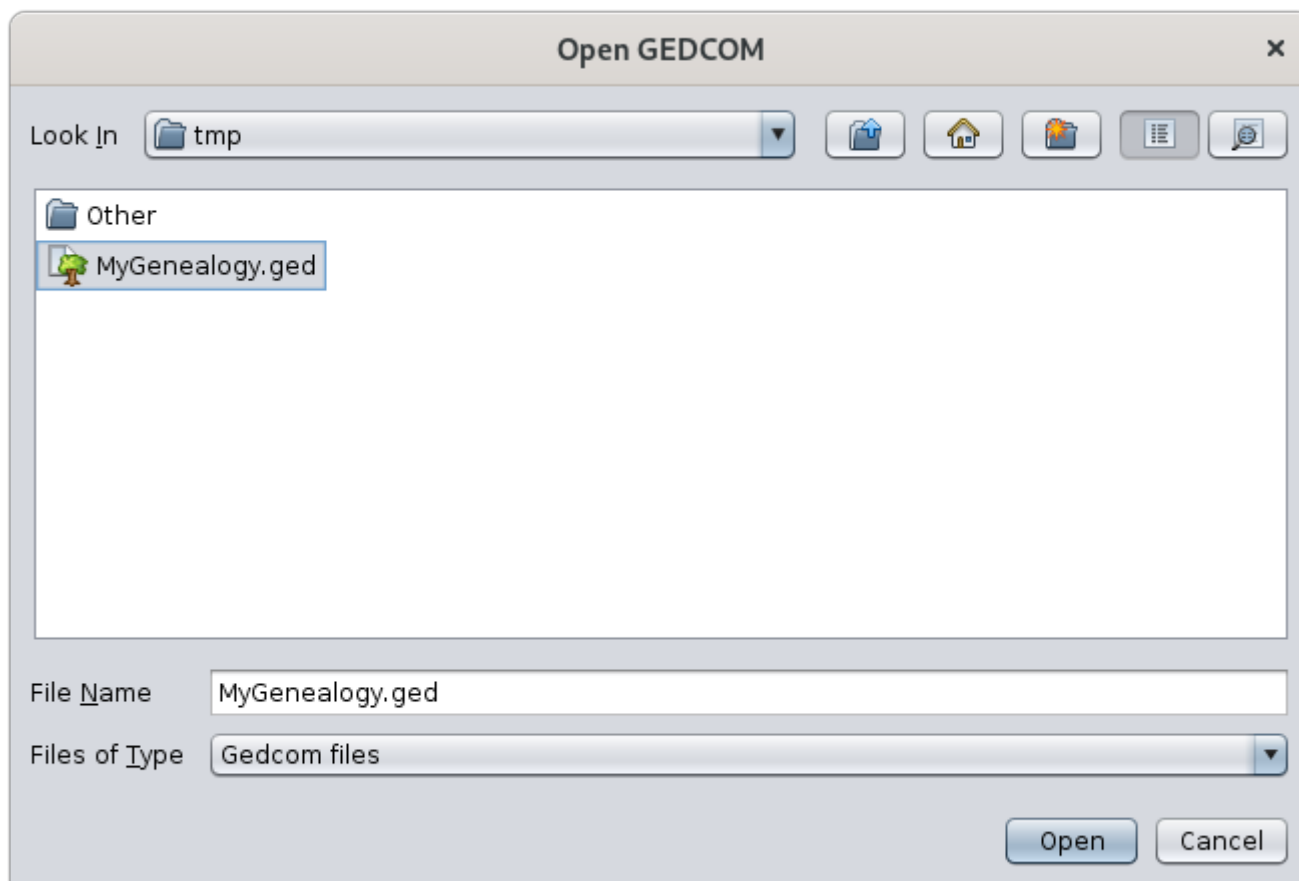 Open GEDCOM ×
Look In tmp
Other
MyGenealogy.ged
File Name MyGenealogy.ged
Files of Type Gedcom files
Open Cancel